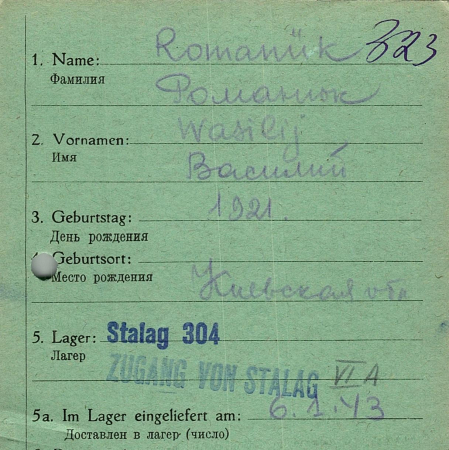 1. Name: Romanük 323
Фамилия Романюк
2. Vornamen: Wasilij
Имя Василий
3. Geburtstag: 1921.
День рождения
Geburtsort:
Место рождения Киевская обл
5. Lager: Stalag 304
Лагер ZUGANG VON STALAG VI A
5a. Im Lager eingeliefert am: 6.1.43
Доставлен в лагер (число)